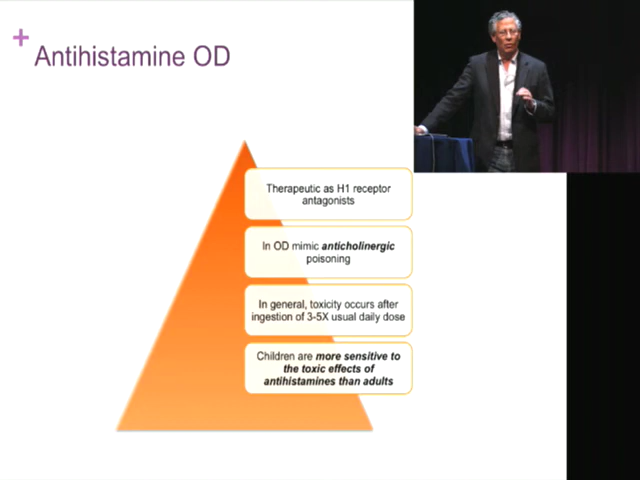 +
Antihistamine OD
Therapeutic as H1 receptor
antagonists
In OD mimic anticholinergic
poisoning
In general, toxicity occurs after
ingestion of 3-5X usual daily dose
Children are more sensitive to
the toxic effects of
antihistamines than adults